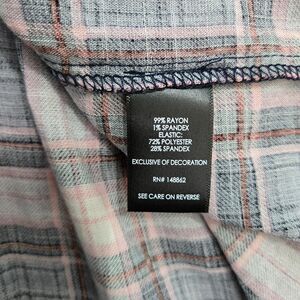 99% RAYON
1% SPANDEX
ELASTIC:
72% POLYESTER
28% SPANDEX
EXCLUSIVE OF DECORATION
RN# 148862
SEE CARE ON REVERSE